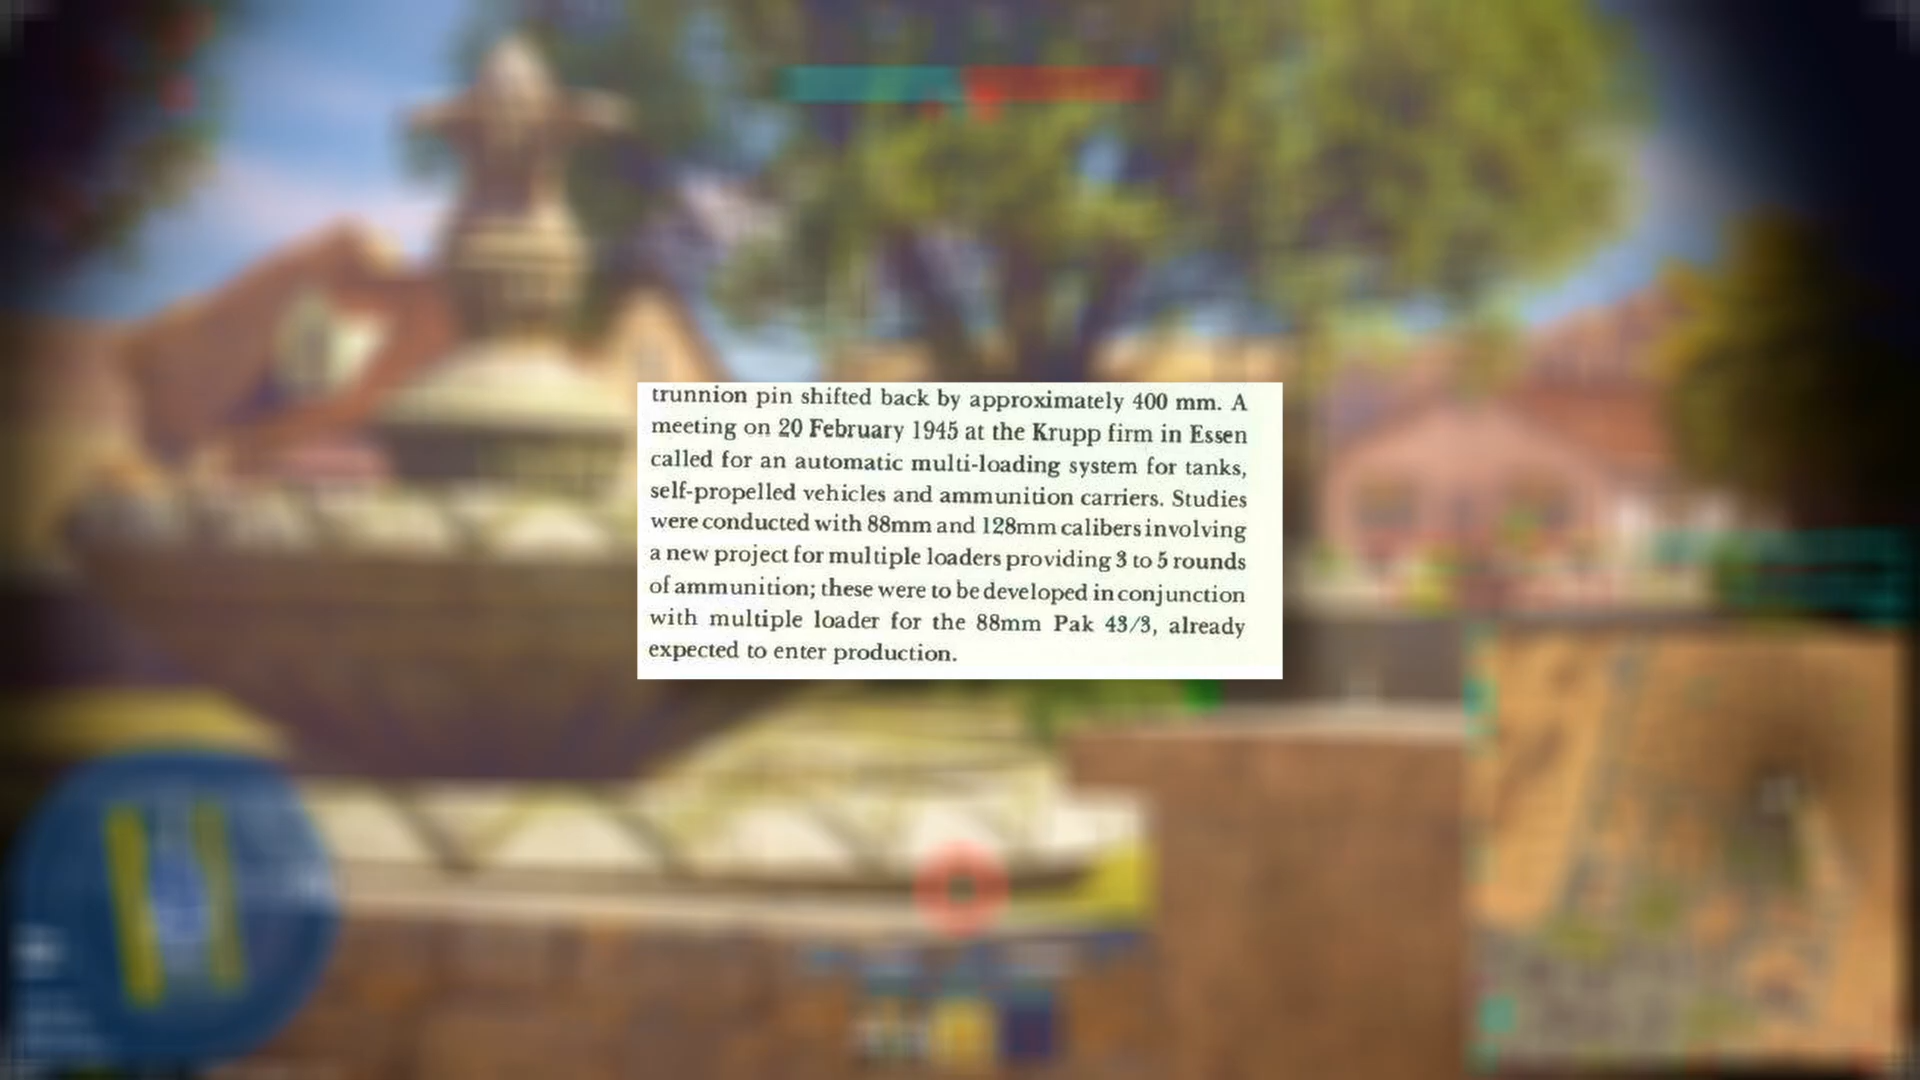 trunnion pin shifted back by approximately 400 mm. A
meeting on 20 February 1945 at the Krupp firm in Essen
called for an automatic multi-loading system for tanks,
self-propelled vehicles and ammunition carriers. Studies
were conducted with 88mm and 128mm calibers involving
a new project for multiple loaders providing 3 to 5 rounds
of ammunition; these were to be developed in conjunction
with multiple loader for the 88mm Pak 43/3, already
expected to enter production.